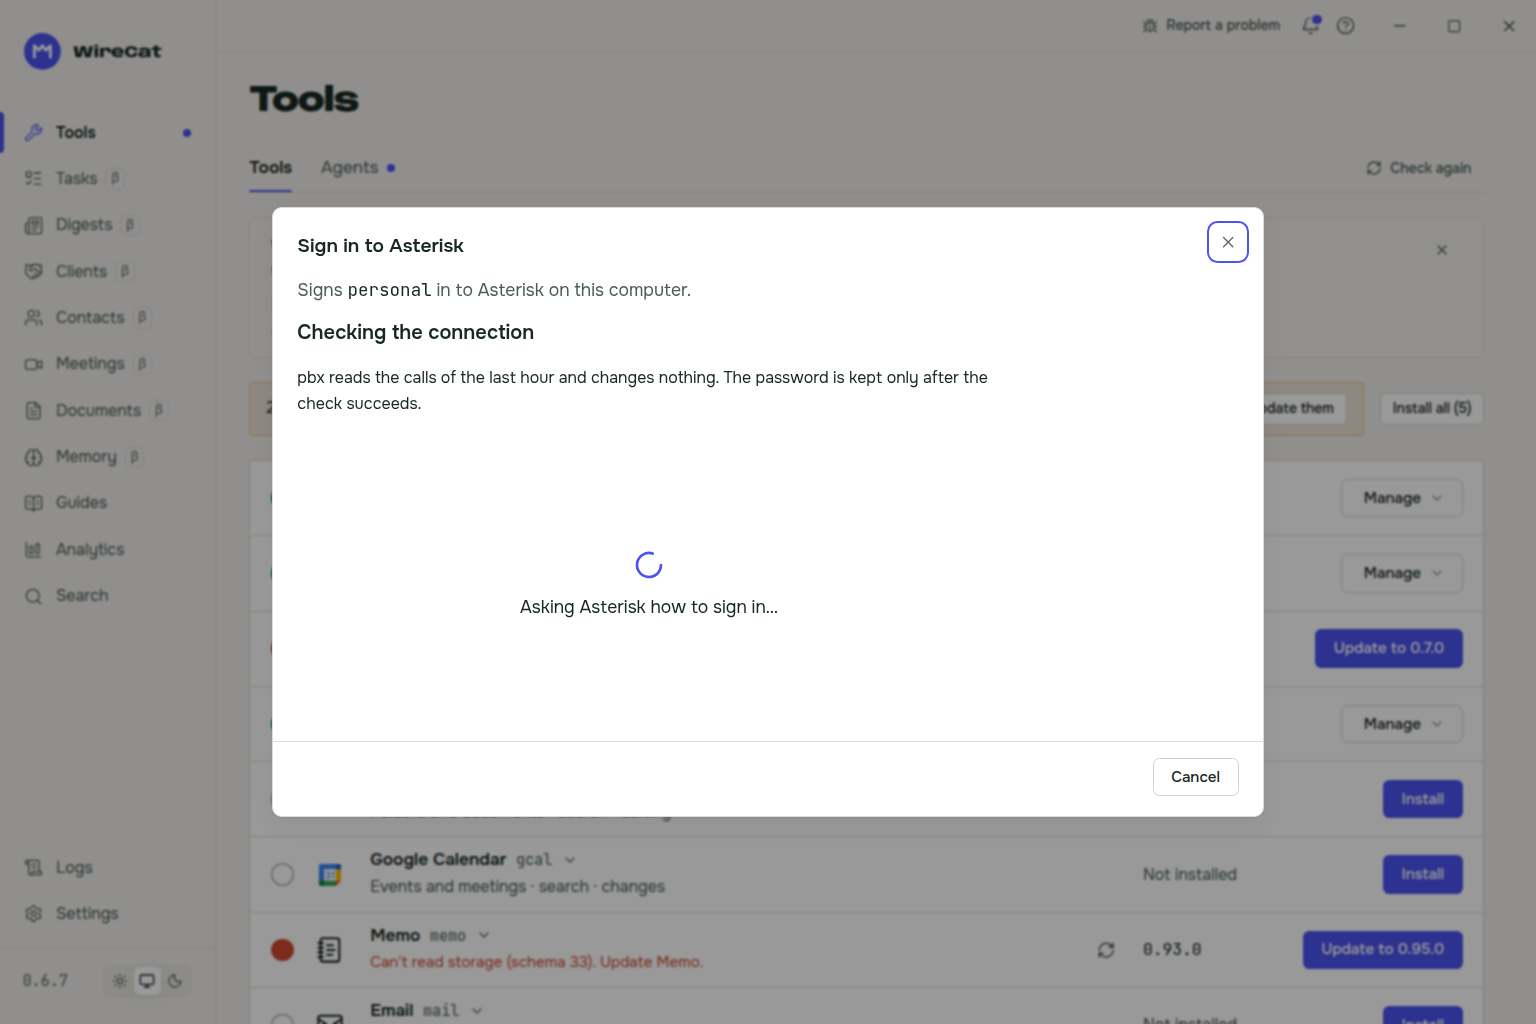 WireCat
Report a problem
Tools
Tasks β
Digests β
Clients β
Contacts β
Meetings β
Documents β
Memory β
Guides
Analytics
Search
Logs
Settings
0.6.7
Tools
Tools Agents
Check again
Sign in to Asterisk
Signs personal in to Asterisk on this computer.
Checking the connection
pbx reads the calls of the last hour and changes nothing. The password is kept only after the
check succeeds.
Asking Asterisk how to sign in...
Cancel
them
Install all (5)
Manage
Manage
Update to 0.7.0
Manage
Install
Google Calendar gcal
Events and meetings · search · changes
Not installed
Install
Memo memo
Can't read storage (schema 33). Update Memo.
0.93.0
Update to 0.95.0
Email mail
Not installed
Install